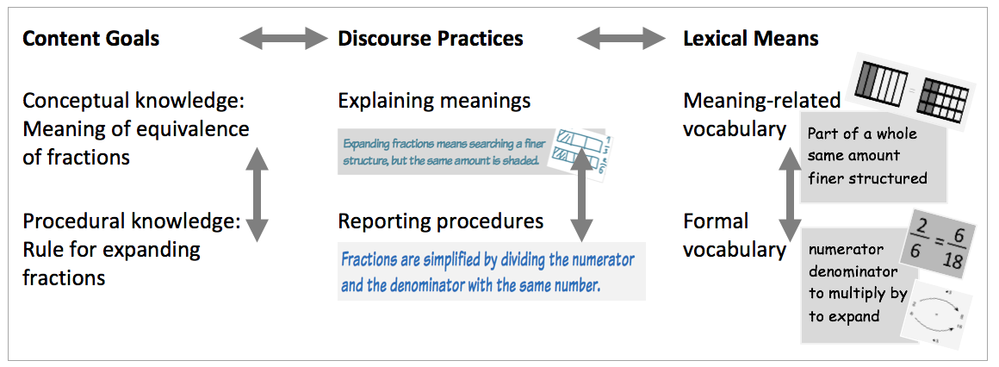 Content Goals
Discourse Practices
Lexical Means
Conceptual knowledge:
Meaning of equivalence
of fractions
Explaining meanings
Expanding fractions means searching a finer
structure, but the same amount is shaded.
Meaning-related
vocabulary
=
Part of a whole
same amount
finer structured
Procedural knowledge:
Rule for expanding
fractions
Reporting procedures
Fractions are simplified by dividing the numerator
and the denominator with the same number.
Formal
vocabulary
2/6 = 6/18
numerator
denominator
to multiply by
to expand